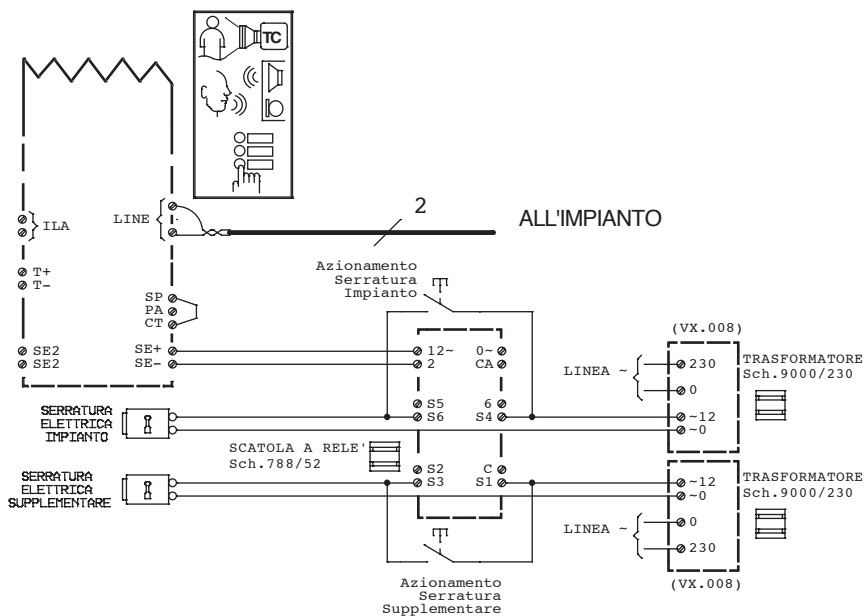 TC
ILA
LINE
2
ALL'IMPIANTO
T+
T-
Azionamento
Serratura
Impianto
SP
PA
CT
SE2
SE+
SE2
SE-
12~
0~
2
CA
S5
6
S6
S4
S2
C
S3
S1
SERRATURA
ELETTRICA
IMPIANTO
SCATOLA A RELE'
Sch.788/52
SERRATURA
ELETTRICA
SUPPLEMENTARE
Azionamento
Serratura
Supplementare
(VX.008)
LINEA ~
230
0
~12
~0
TRASFORMATORE
Sch.9000/230
~12
~0
LINEA ~
0
230
TRASFORMATORE
Sch.9000/230
(VX.008)